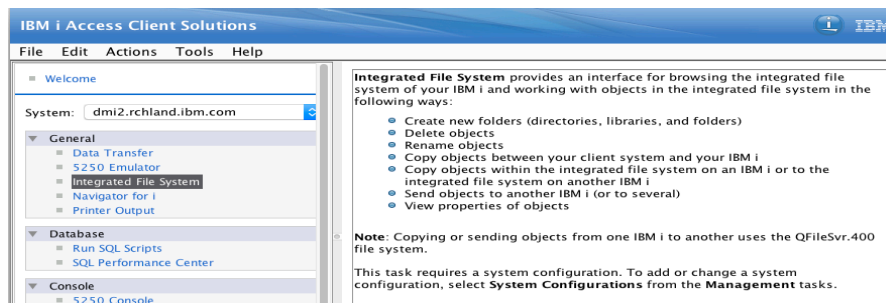 IBM i Access Client Solutions
File Edit Actions Tools Help
Welcome
System: dmi2.rchland.ibm.com
General
Data Transfer
5250 Emulator
Integrated File System
Navigator for i
Printer Output
Database
Run SQL Scripts
SQL Performance Center
Console
5250 Console
Integrated File System provides an interface for browsing the integrated file
system of your IBM i and working with objects in the integrated file system in the
following ways:
Create new folders (directories, libraries, and folders)
Delete objects
Rename objects
Copy objects between your client system and your IBM i
Copy objects within the integrated file system on an IBM i or to the
integrated file system on another IBM i
Send objects to another IBM i (or to several)
View properties of objects
Note: Copying or sending objects from one IBM i to another uses the QFileSvr.400
file system.
This task requires a system configuration. To add or change a system
configuration, select System Configurations from the Management tasks.